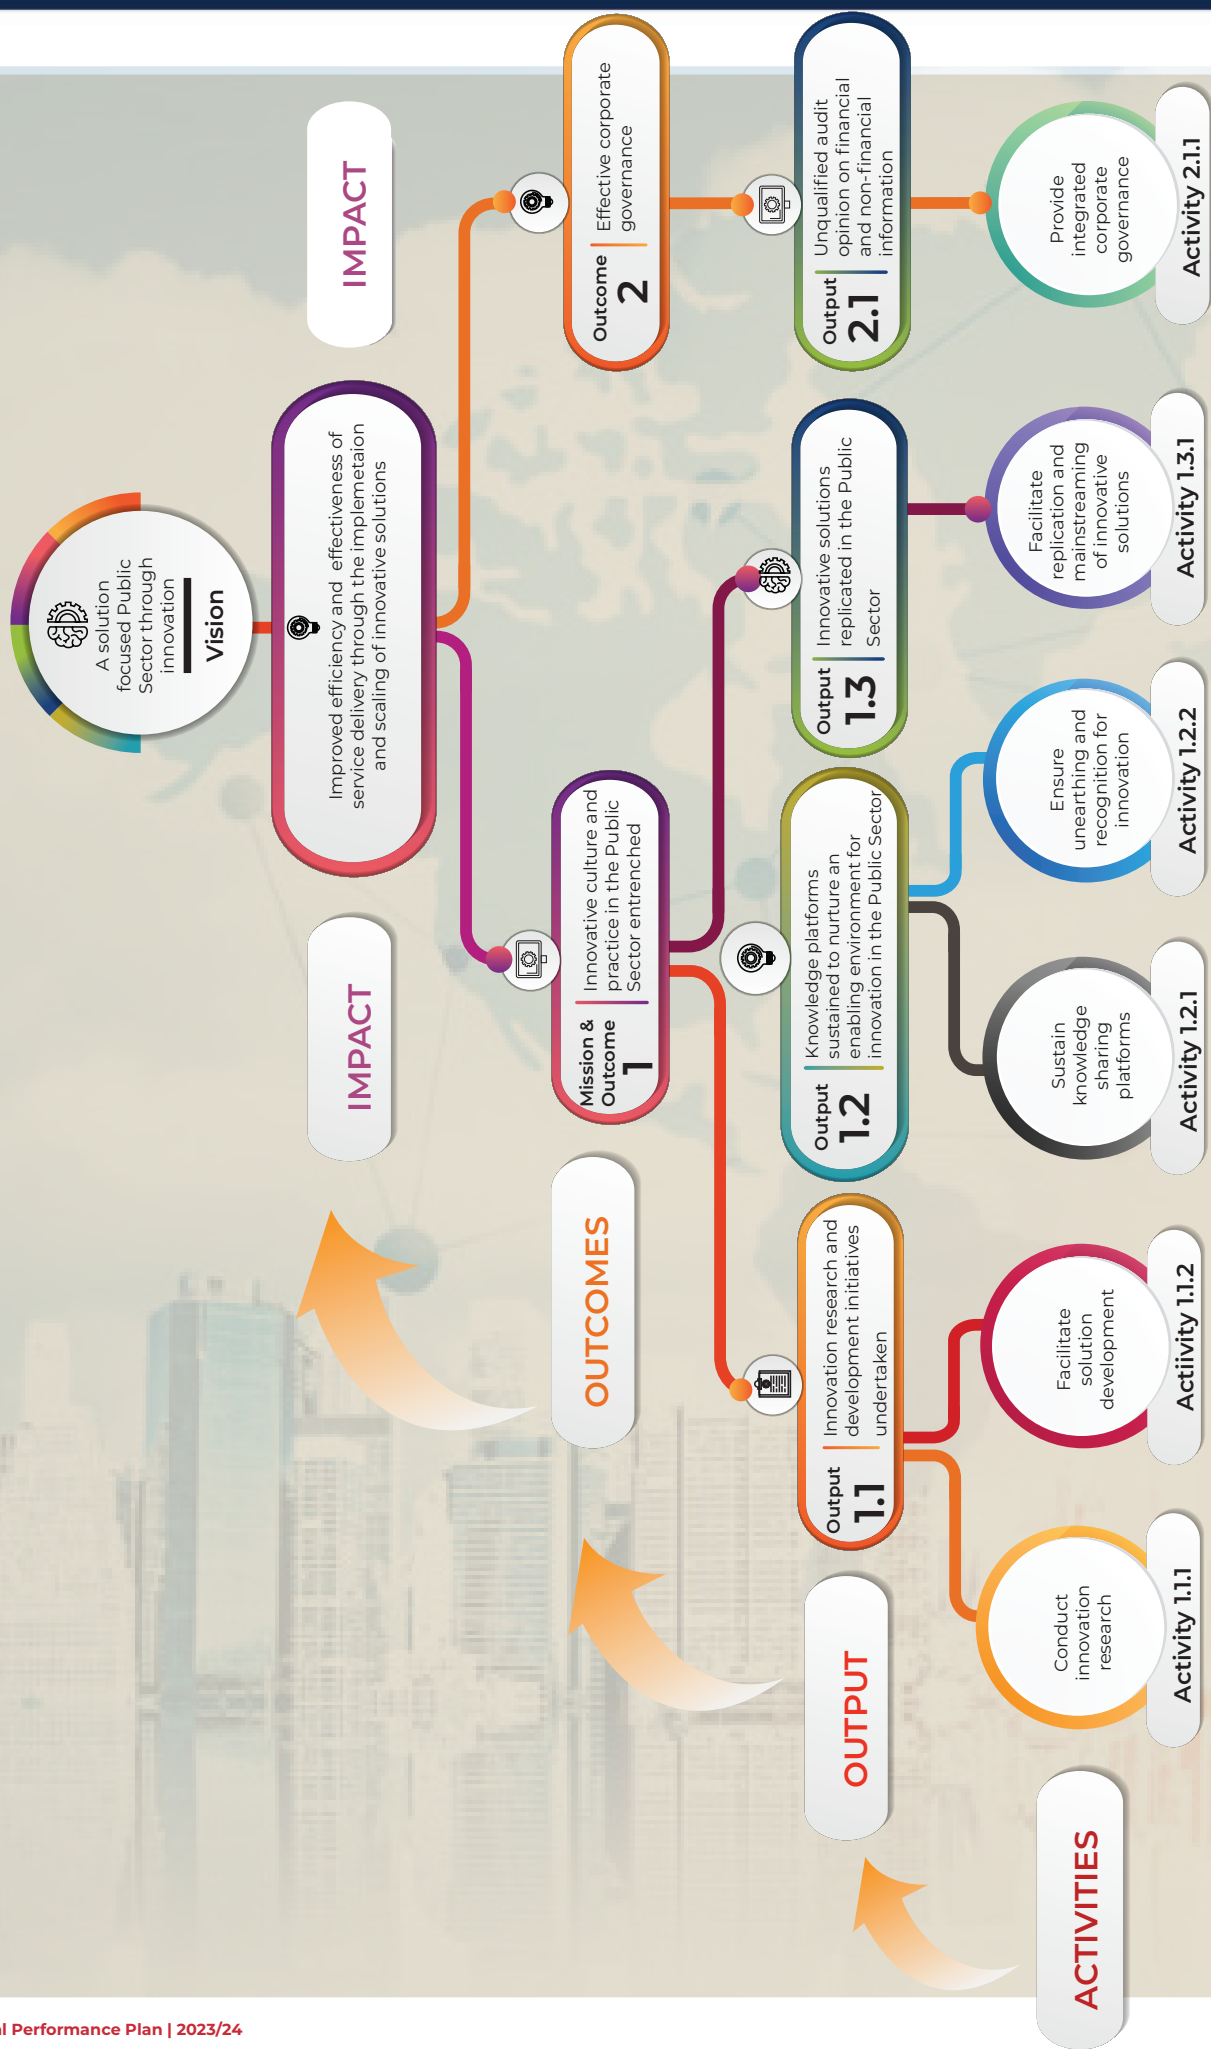 A solution
focused Public
Sector through
innovation
Vision
IMPACT
Improved efficiency and effectiveness of
service delivery through the implemetaion
and scaling of innovative solutions
IMPACT
OUTCOMES
Mission &
Outcome
1
Innovative culture and
practice in the Public
Sector entrenched
Outcome
2
Effective corporate
governance
OUTPUT
Output
1.1
Innovation research and
development initiatives
undertaken
Output
1.2
Knowledge platforms
sustained to nurture an
enabling environment for
innovation in the Public Sector
Output
1.3
Innovative solutions
replicated in the Public
Sector
Output
2.1
Unqualified audit
opinion on financial
and non-financial
information
ACTIVITIES
Conduct
innovation
research
Activity 1.1.1
Facilitate
solution
development
Activity 1.1.2
Sustain
knowledge
sharing
platforms
Activity 1.2.1
Ensure
unearthing and
recognition for
innovation
Activity 1.2.2
Facilitate
replication and
mainstreaming
of innovative
solutions
Activity 1.3.1
Provide
integrated
corporate
governance
Activity 2.1.1
Performance Plan | 2023/24